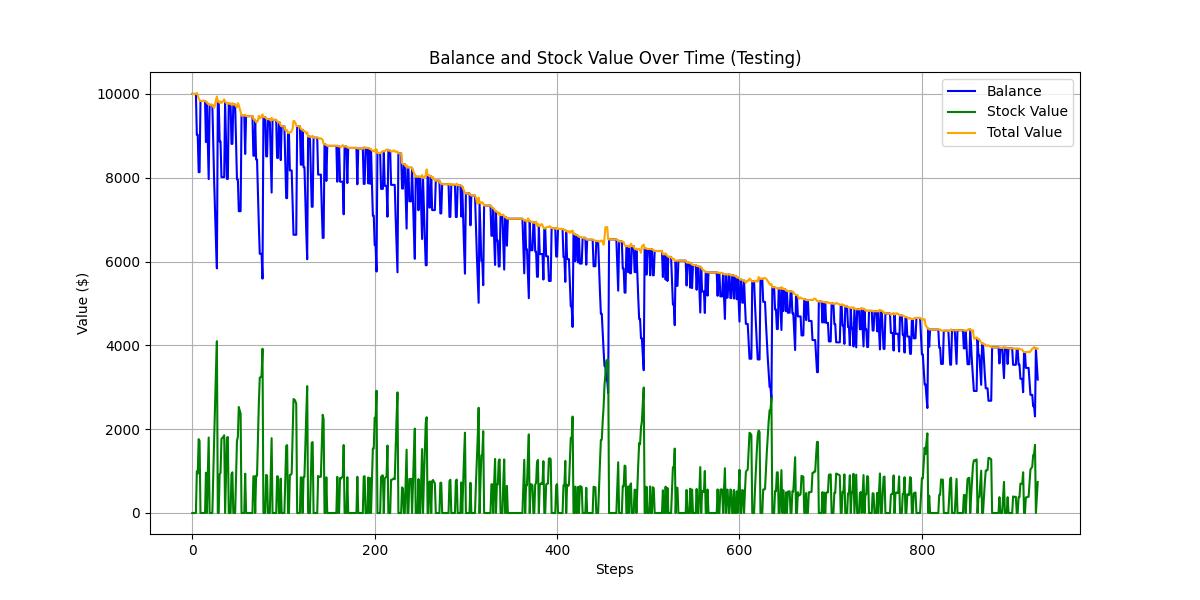 Balance and Stock Value Over Time (Testing)
Balance
Stock Value
Total Value
10000
8000
6000
4000
2000
0
Value ($)
0 200 400 600 800
Steps